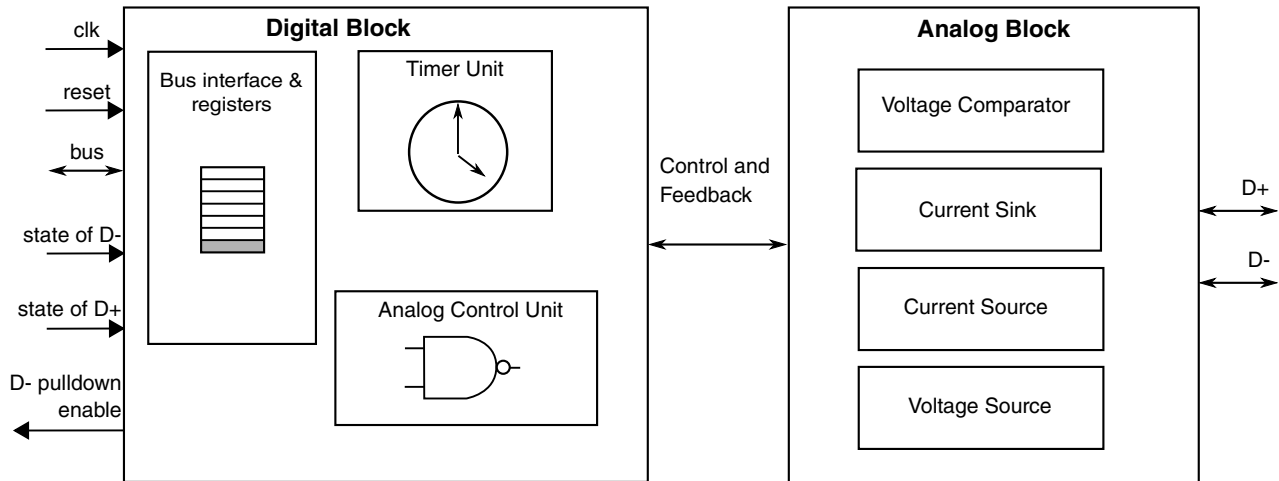 Digital Block
Analog Block
clk
reset
bus
state of D-
state of D+
D- pulldown
enable
Bus interface &
registers
Timer Unit
Analog Control Unit
Control and
Feedback
Voltage Comparator
Current Sink
Current Source
Voltage Source
D+
D-